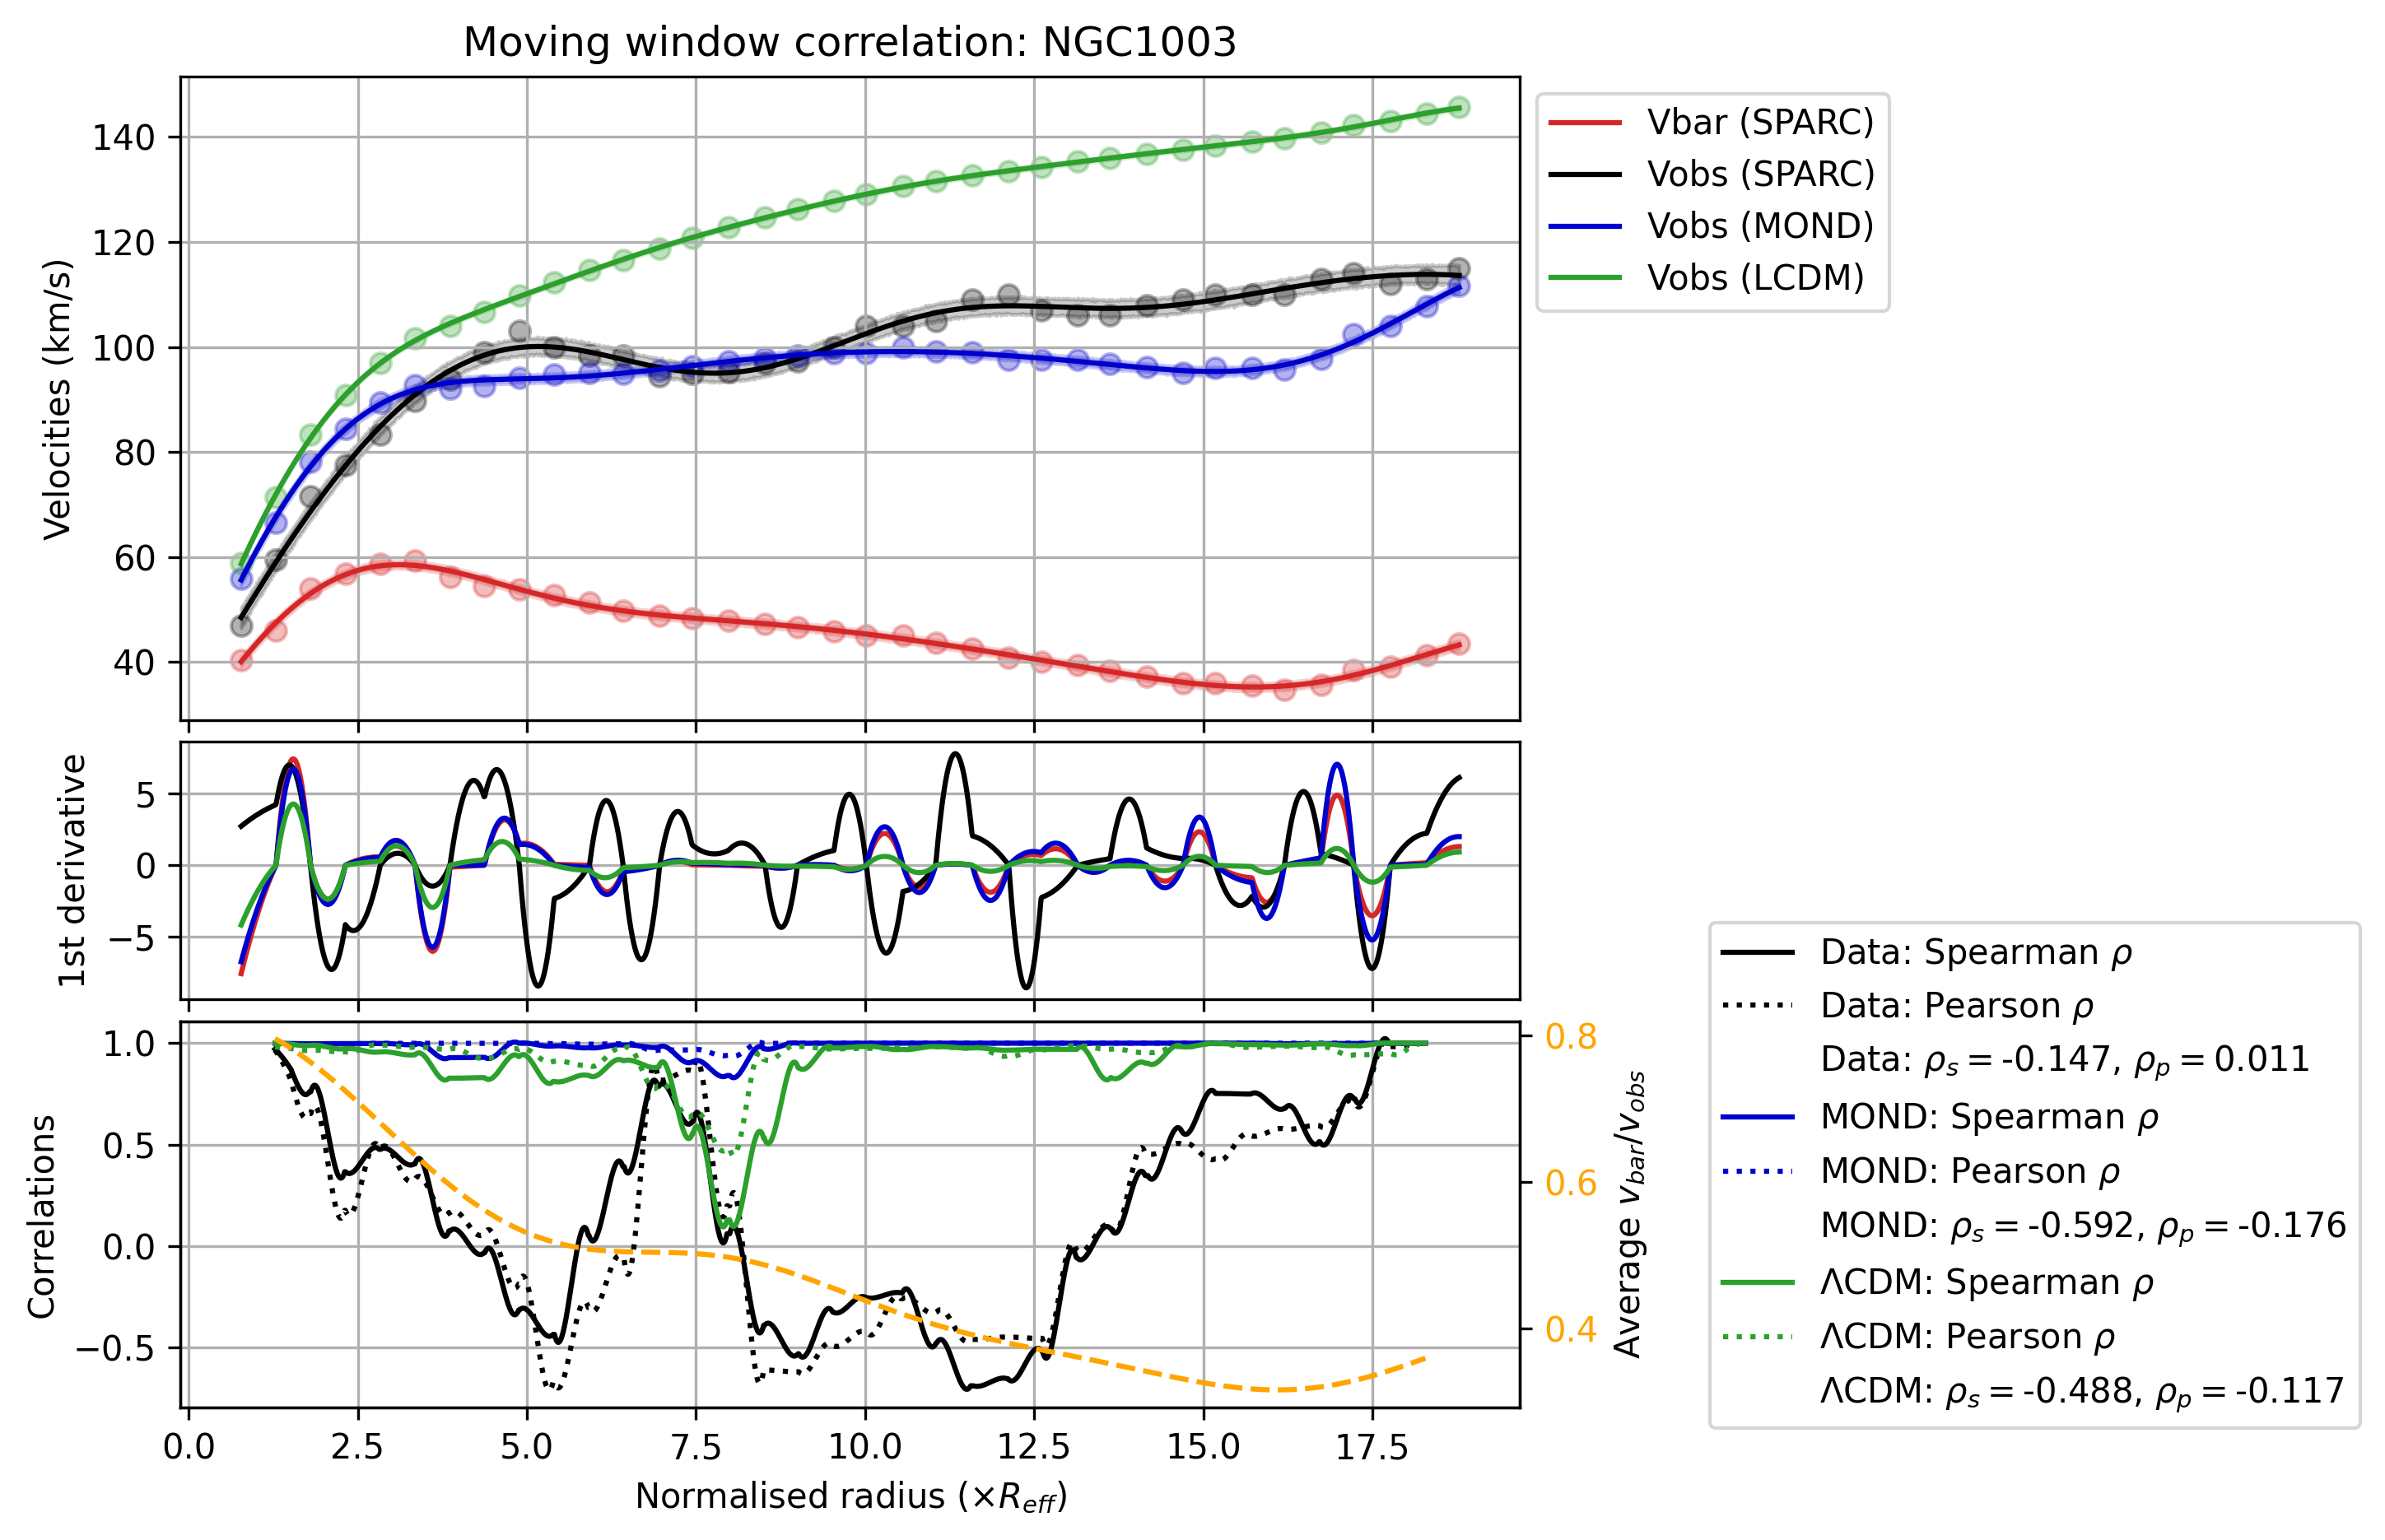 Moving window correlation: NGC1003
Velocities (km/s)
140
120
100
80
60
40
Vbar (SPARC)
Vobs (SPARC)
Vobs (MOND)
Vobs (LCDM)
1st derivative
5
0
−5
Correlations
1.0
0.5
0.0
−0.5
0.8
0.6
0.4
Average v_bar/v_obs
0.0 2.5 5.0 7.5 10.0 12.5 15.0 17.5
Normalised radius (×R_eff)
Data: Spearman ρ
Data: Pearson ρ
Data: ρ_s = -0.147, ρ_p = 0.011
MOND: Spearman ρ
MOND: Pearson ρ
MOND: ρ_s = -0.592, ρ_p = -0.176
ΛCDM: Spearman ρ
ΛCDM: Pearson ρ
ΛCDM: ρ_s = -0.488, ρ_p = -0.117